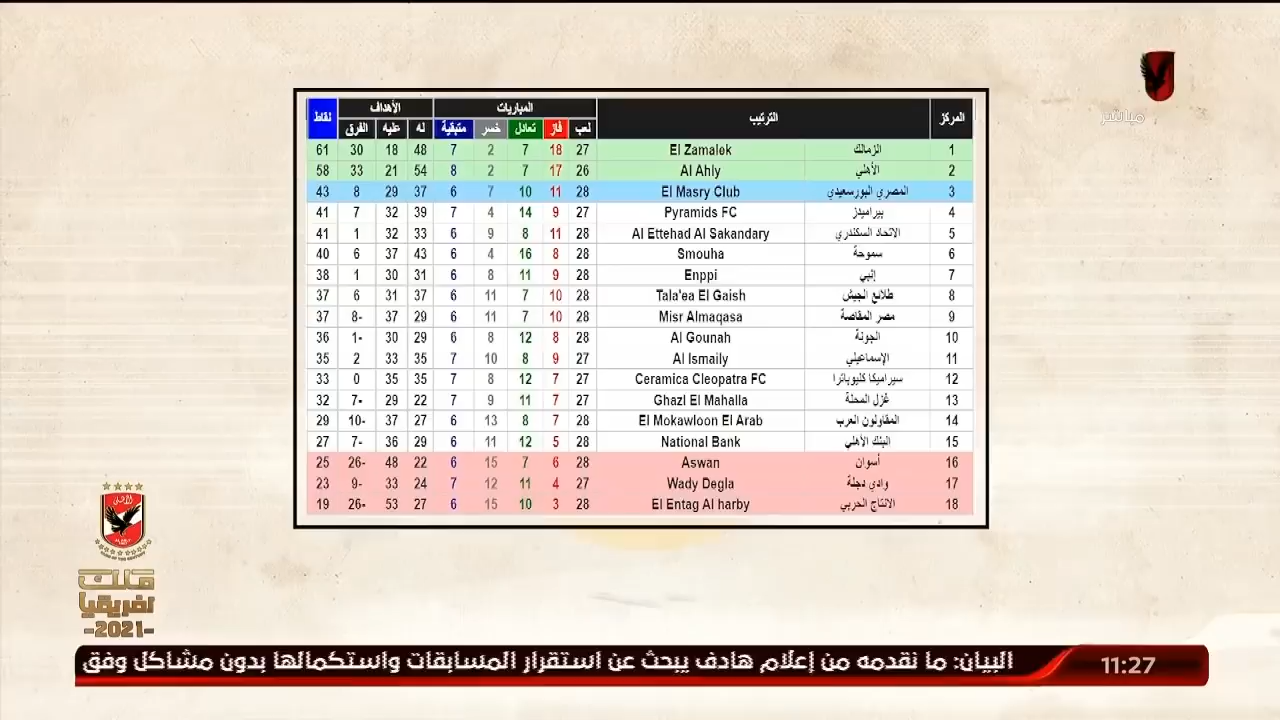 مباشر
المركز الترتيب المباريات الأهداف نقاط
لعب فاز تعادل خسر متبقية له عليه الفرق
1 الزمالك El Zamalek 27 18 7 2 7 48 18 30 61
2 الأهلي Al Ahly 26 17 7 2 8 54 21 33 58
3 المصري البورسعيدي El Masry Club 28 11 10 7 6 37 29 8 43
4 بيراميدز Pyramids FC 27 9 14 4 7 39 32 7 41
5 الاتحاد السكندري Al Ettehad Al Sakandary 28 11 8 9 6 33 32 1 41
6 سموحة Smouha 28 8 16 4 6 43 37 6 40
7 إنبي Enppi 28 9 11 8 6 31 30 1 38
8 طلائع الجيش Tala'ea El Gaish 28 10 7 11 6 37 31 6 37
9 مصر المقاصة Misr Almaqasa 28 10 7 11 6 29 37 8- 37
10 الجونة Al Gounah 28 8 12 8 6 29 30 1- 36
11 الإسماعيلي Al Ismaily 27 9 8 10 7 35 33 2 35
12 سيراميكا كليوباترا Ceramica Cleopatra FC 27 7 12 8 7 35 35 0 33
13 غزل المحلة Ghazl El Mahalla 27 7 11 9 7 22 29 7- 32
14 المقاولون العرب El Mokawloon El Arab 28 7 8 13 6 27 37 10- 29
15 البنك الأهلي National Bank 28 5 12 11 6 29 36 7- 27
16 أسوان Aswan 28 6 7 15 6 22 48 26- 25
17 وادي دجلة Wady Degla 27 4 11 12 7 24 33 9- 23
18 الانتاج الحربي El Entag Al harby 28 3 10 15 6 27 53 26- 19
ملك
إفريقيا
-2021-
11:27 البيان: ما نقدمه من إعلام هادف يبحث عن استقرار المسابقات واستكمالها بدون مشاكل وفق